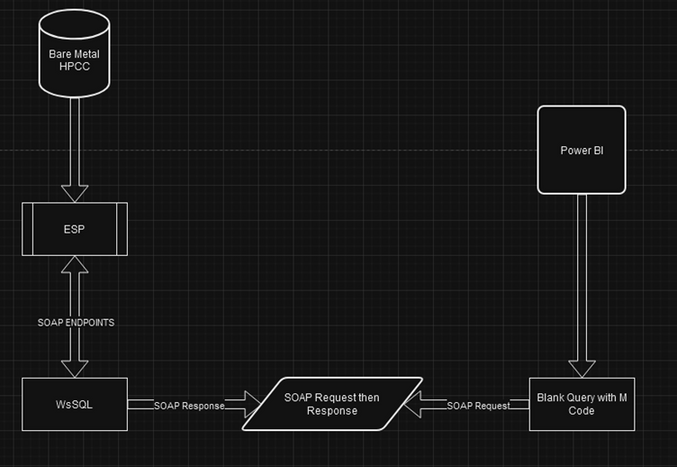 Bare Metal
HPCC
Power BI
ESP
SOAP ENDPOINTS
WsSQL
SOAP Response
SOAP Request then
Response
SOAP Request
Blank Query with M
Code